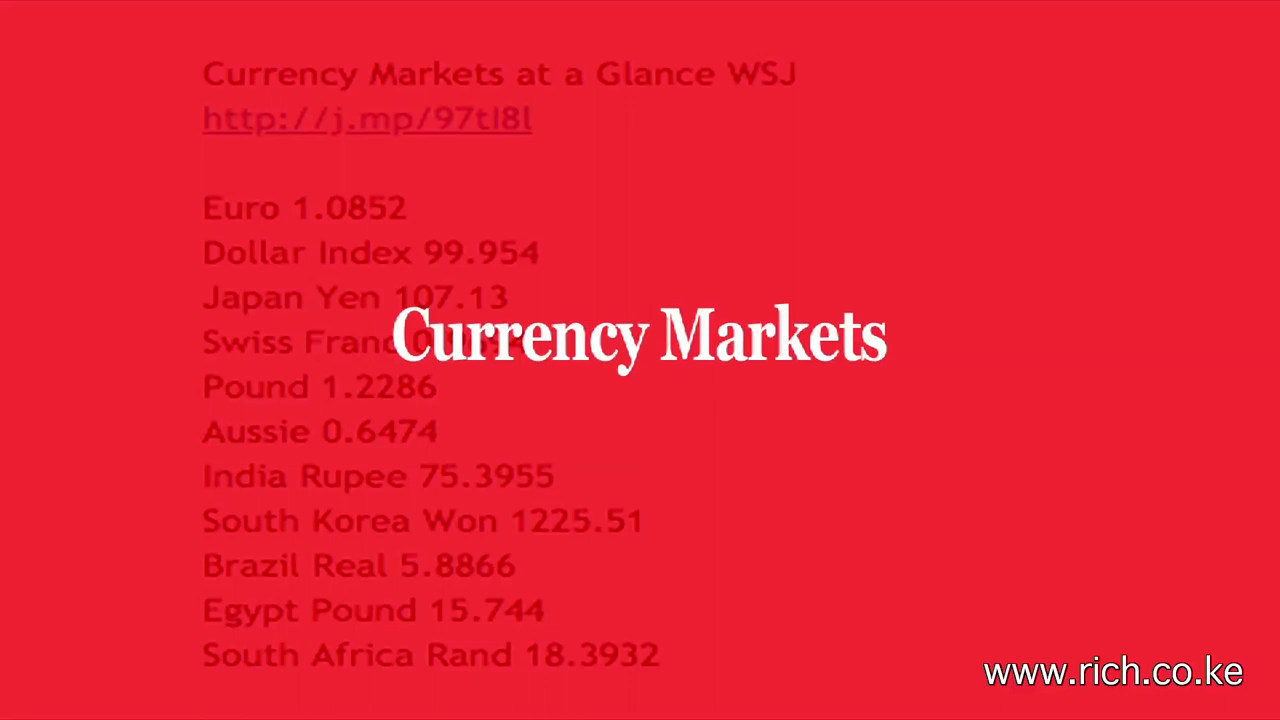 Currency Markets at a Glance WSJ
http://j.mp/97tI8l
Euro 1.0852
Dollar Index 99.954
Japan Yen 107.13
Currency Markets
Swiss Franc
Pound 1.2286
Aussie 0.6474
India Rupee 75.3955
South Korea Won 1225.51
Brazil Real 5.8866
Egypt Pound 15.744
South Africa Rand 18.3932
www.rich.co.ke